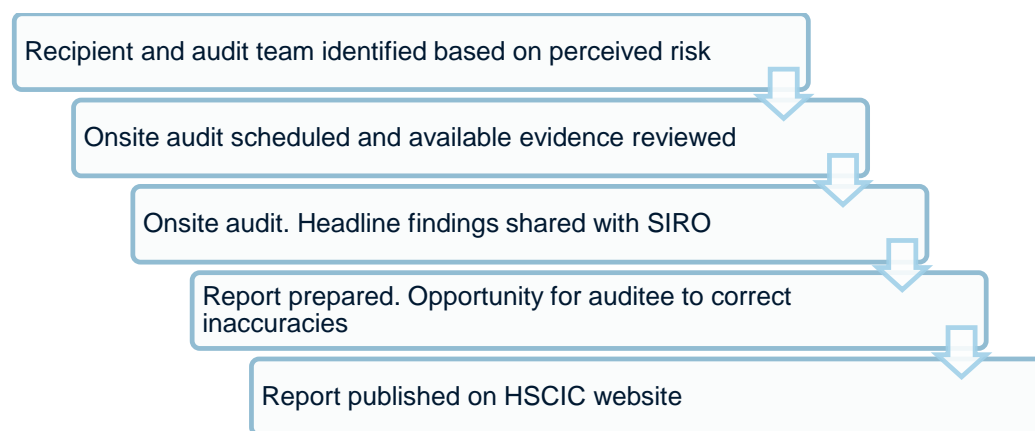 Recipient and audit team identified based on perceived risk
Onsite audit scheduled and available evidence reviewed
Onsite audit. Headline findings shared with SIRO
Report prepared. Opportunity for auditee to correct
inaccuracies
Report published on HSCIC website